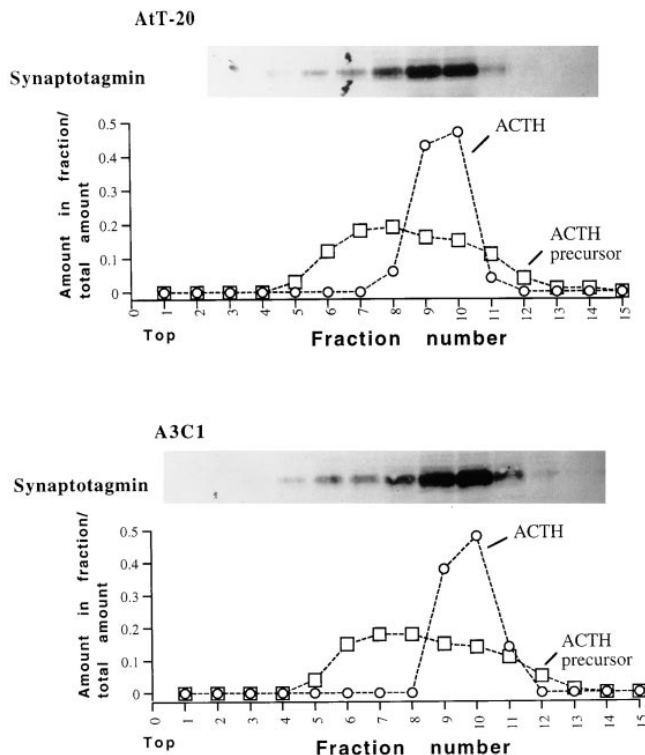 AtT-20
Synaptotagmin
Amount in fraction/
total amount
0.5
0.4
0.3
0.2
0.1
0
ACTH
ACTH
precursor
0 1 2 3 4 5 6 7 8 9 10 11 12 13 14 15
Top
Fraction number
A3C1
Synaptotagmin
Amount in fraction/
total amount
0.5
0.4
0.3
0.2
0.1
0
ACTH
ACTH
precursor
0 1 2 3 4 5 6 7 8 9 10 11 12 13 14 15
Top
Fraction number